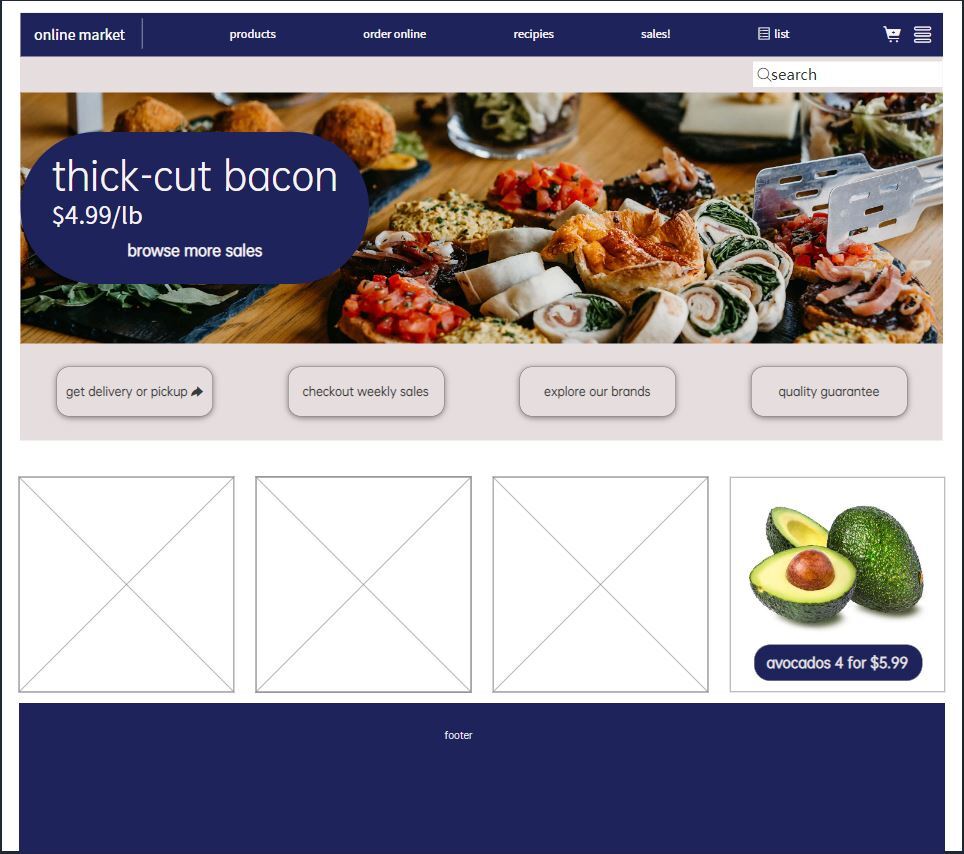 online market
products
order online
recipies
sales!
list
search
thick-cut bacon
$4.99/lb
browse more sales
get delivery or pickup
checkout weekly sales
explore our brands
quality guarantee
avocados 4 for $5.99
footer